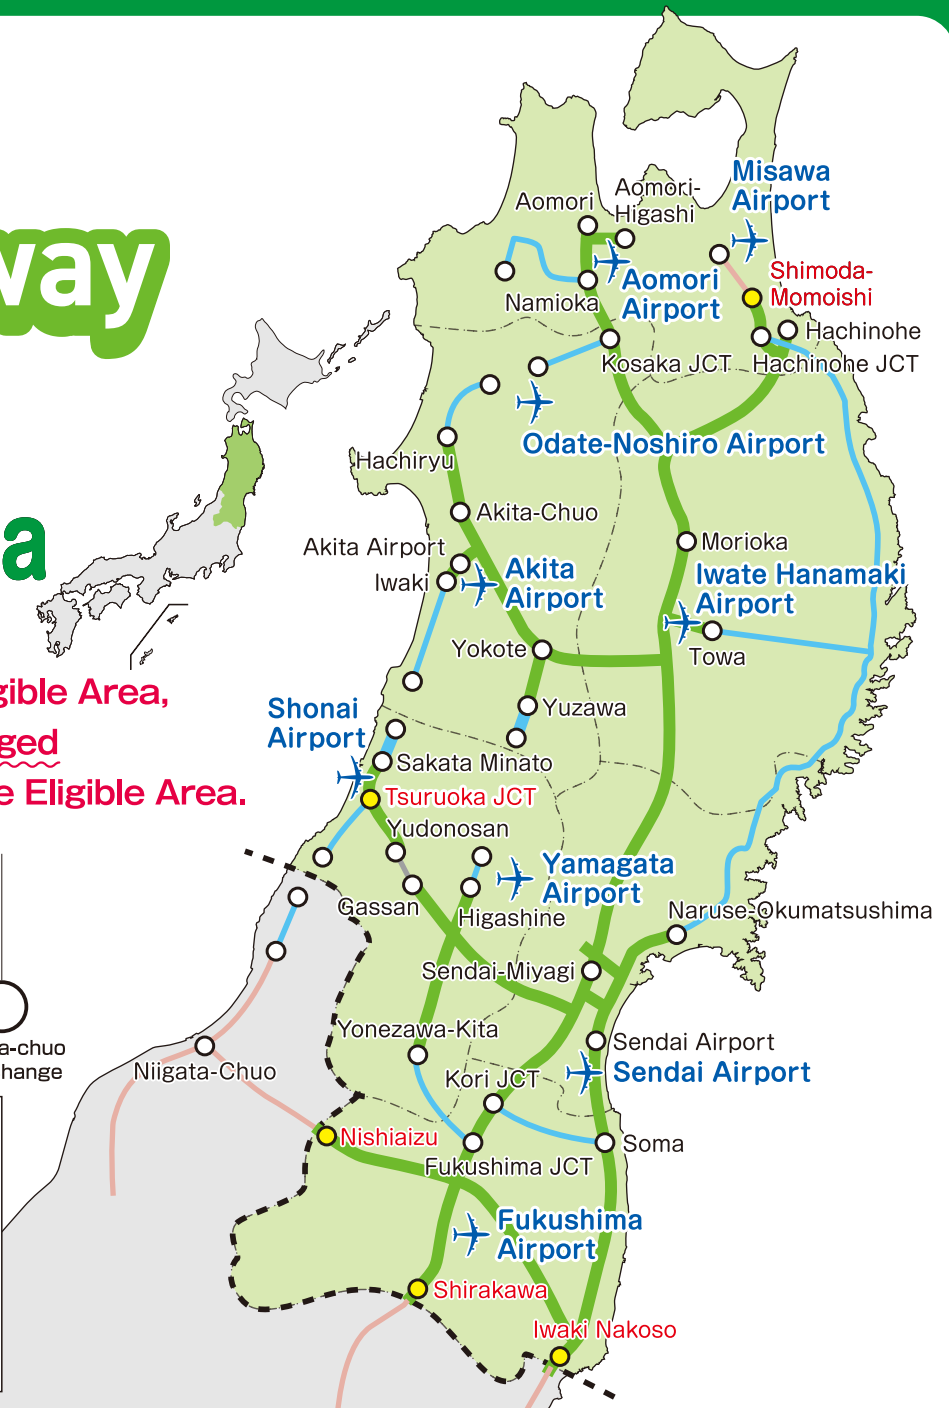 Misawa
Airport
Aomori-
Higashi
Aomori
way
Shimoda-
Momoishi
Aomori
Airport
Namioka
Hachinohe
Kosaka JCT
Hachinohe JCT
Odate-Noshiro Airport
Hachiryu
Akita-Chuo
a
Akita Airport
Morioka
Iwaki
Akita
Airport
Iwate Hanamaki
Airport
Yokote
Towa
gible Area,
Shonai
Airport
Yuzawa
ged
Sakata Minato
e Eligible Area.
Tsuruoka JCT
Yudonosan
Yamagata
Airport
Gassan
Higashine
Naruse-Okumatsushima
Sendai-Miyagi
a-chuo
hange
Yonezawa-Kita
Sendai Airport
Niigata-Chuo
Kori JCT
Sendai Airport
Nishiaizu
Soma
Fukushima JCT
Fukushima
Airport
Shirakawa
Iwaki Nakoso